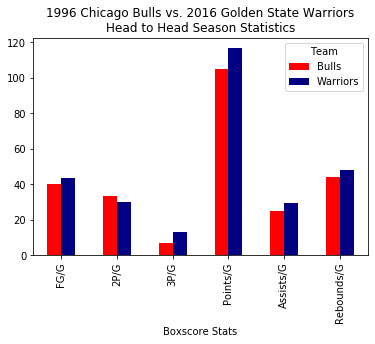 1996 Chicago Bulls vs. 2016 Golden State Warriors
Head to Head Season Statistics
120
100
80
60
40
20
0
Team
Bulls
Warriors
FG/G
2P/G
3P/G
Points/G
Assists/G
Rebounds/G
Boxscore Stats